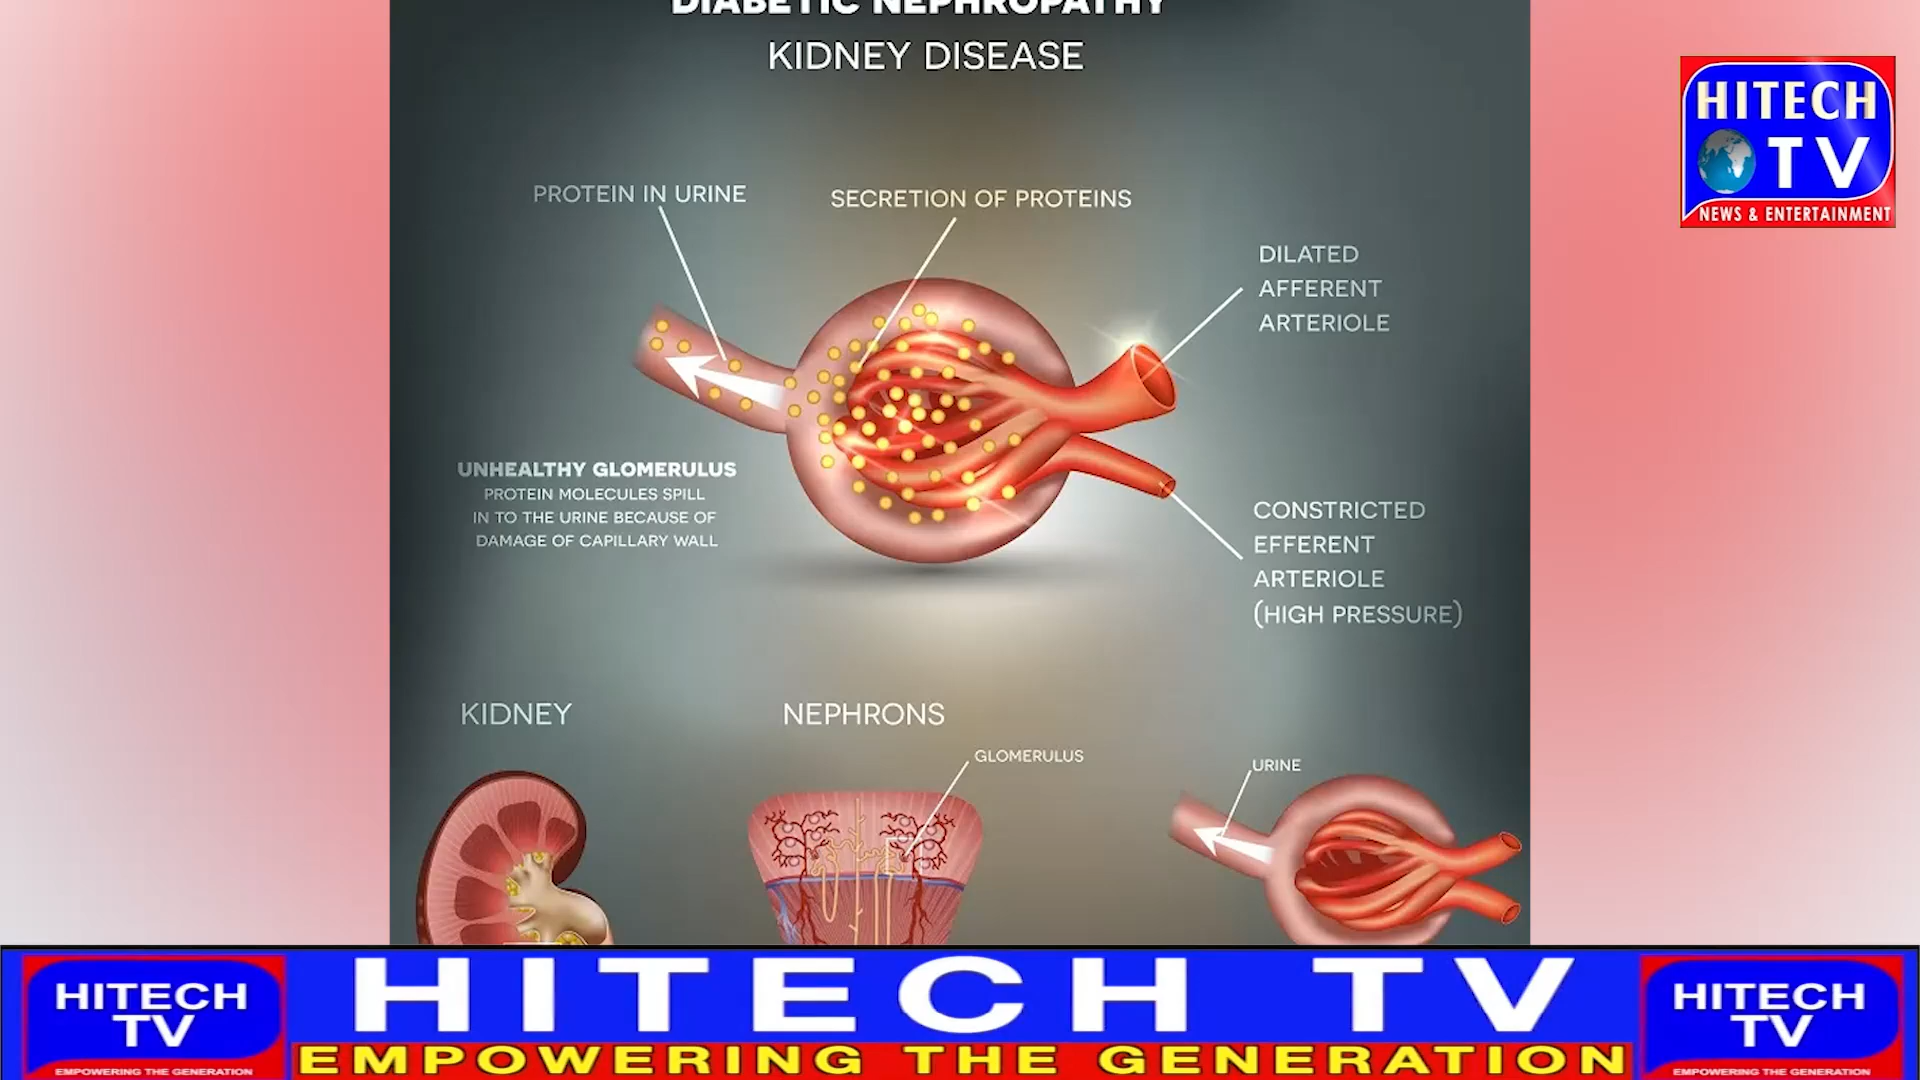 DIABETIC NEPHROPATHY
KIDNEY DISEASE
HITECH
TV
NEWS & ENTERTAINMENT
PROTEIN IN URINE
SECRETION OF PROTEINS
DILATED
AFFERENT
ARTERIOLE
UNHEALTHY GLOMERULUS
PROTEIN MOLECULES SPILL
IN TO THE URINE BECAUSE OF
DAMAGE OF CAPILLARY WALL
CONSTRICTED
EFFERENT
ARTERIOLE
(HIGH PRESSURE)
KIDNEY
NEPHRONS
GLOMERULUS
URINE
HITECH
TV
EMPOWERING THE GENERATION
HITECH TV
EMPOWERING THE GENERATION
HITECH
TV
EMPOWERING THE GENERATION